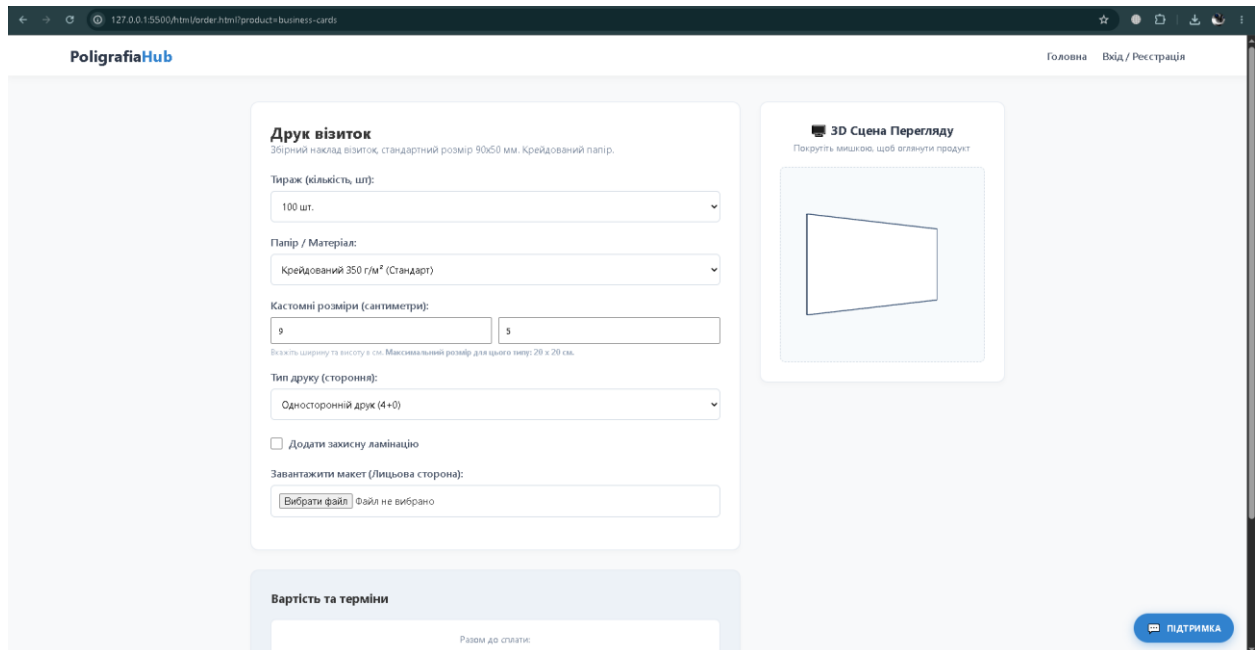 127.0.0.1:5500/html/order.html?product=business-cards
PoligrafiaHub
Головна Вхід / Реєстрація
Друк візиток
Збірний наклад візиток, стандартний розмір 90x50 мм. Крейдований папір.
Тираж (кількість, шт):
100 шт.
Папір / Матеріал:
Крейдований 350 г/м² (Стандарт)
Кастомні розміри (сантиметри):
9 5
Вкажіть ширину та висоту в см. Максимальний розмір для цього типу: 20 x 20 см.
Тип друку (стороння):
Односторонній друк (4+0)
Додати захисну ламінацію
Завантажити макет (Лицьова сторона):
Вибрати файл Файл не вибрано
Вартість та терміни
Разом до сплати:
3D Сцена Перегляду
Покрутіть мишкою, щоб оглянути продукт
ПІДТРИМКА